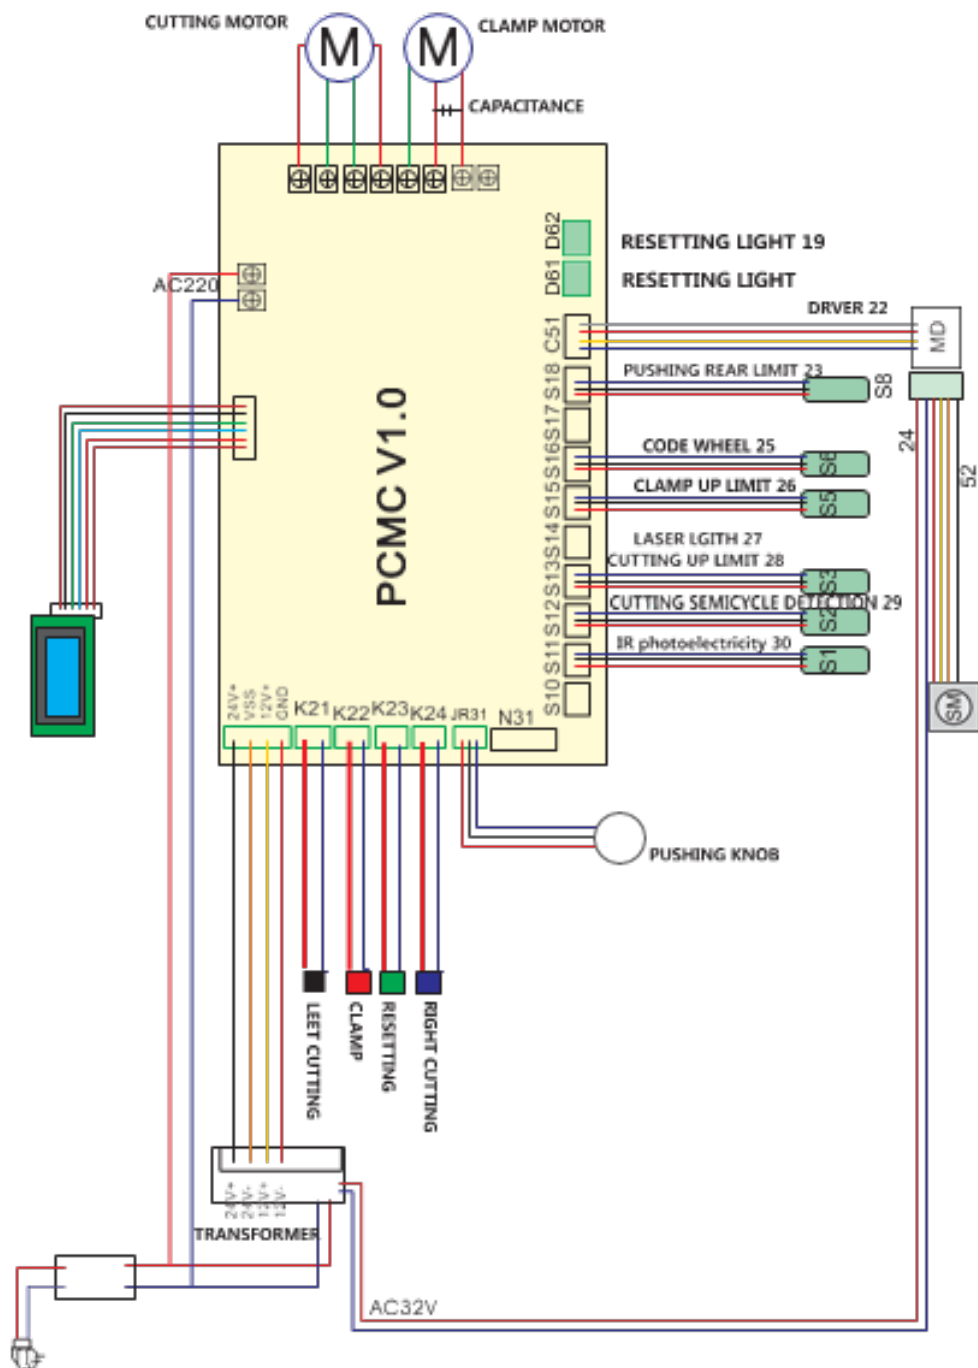 CUTTING MOTOR
M
M
CLAMP MOTOR
CAPACITANCE
D62
RESETTING LIGHT 19
D61
RESETTING LIGHT
AC220
DRVER 22
C51
MD
PUSHING REAR LIMIT 23
S18
S8
S17
24
CODE WHEEL 25
S16
S6
52
CLAMP UP LIMIT 26
S15
S5
PCMC V1.0
LASER LGITH 27
S14
CUTTING UP LIMIT 28
S13
S3
CUTTING SEMICYCLE DETECTION 29
S12
S2
IR photoelectricity 30
S11
S1
S10
SM
24V+
VSS
12V+
GND
K21
K22
K23
K24
JR31
N31
PUSHING KNOB
LEET CUTTING
CLAMP
RESETTING
RIGHT CUTTING
24V+
24V-
12V+
12V-
TRANSFORMER
AC32V